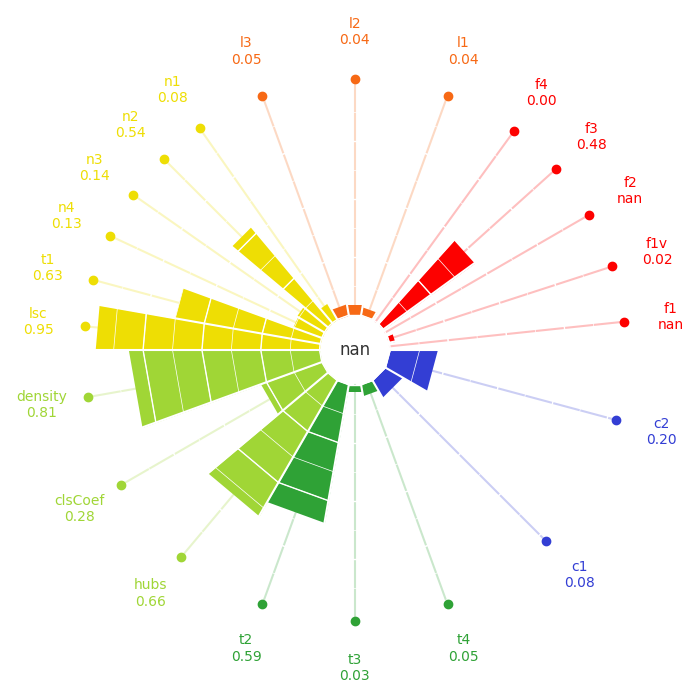 l2
0.04
l3
0.05
l1
0.04
n1
0.08
f4
0.00
n2
0.54
f3
0.48
n3
0.14
f2
nan
n4
0.13
f1v
0.02
t1
0.63
lsc
0.95
f1
nan
nan
density
0.81
c2
0.20
clsCoef
0.28
c1
0.08
hubs
0.66
t2
0.59
t3
0.03
t4
0.05